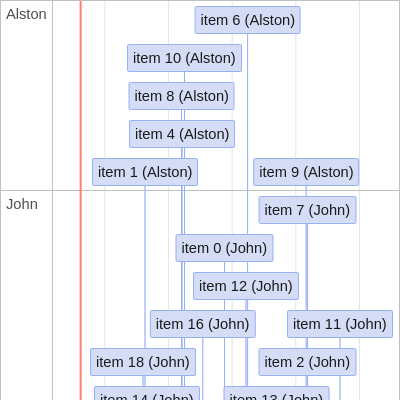 Alston
item 6 (Alston)
item 10 (Alston)
item 8 (Alston)
item 4 (Alston)
item 1 (Alston)
item 9 (Alston)
John
item 7 (John)
item 0 (John)
item 12 (John)
item 16 (John)
item 11 (John)
item 18 (John)
item 2 (John)
item 14 (John)
item 13 (John)